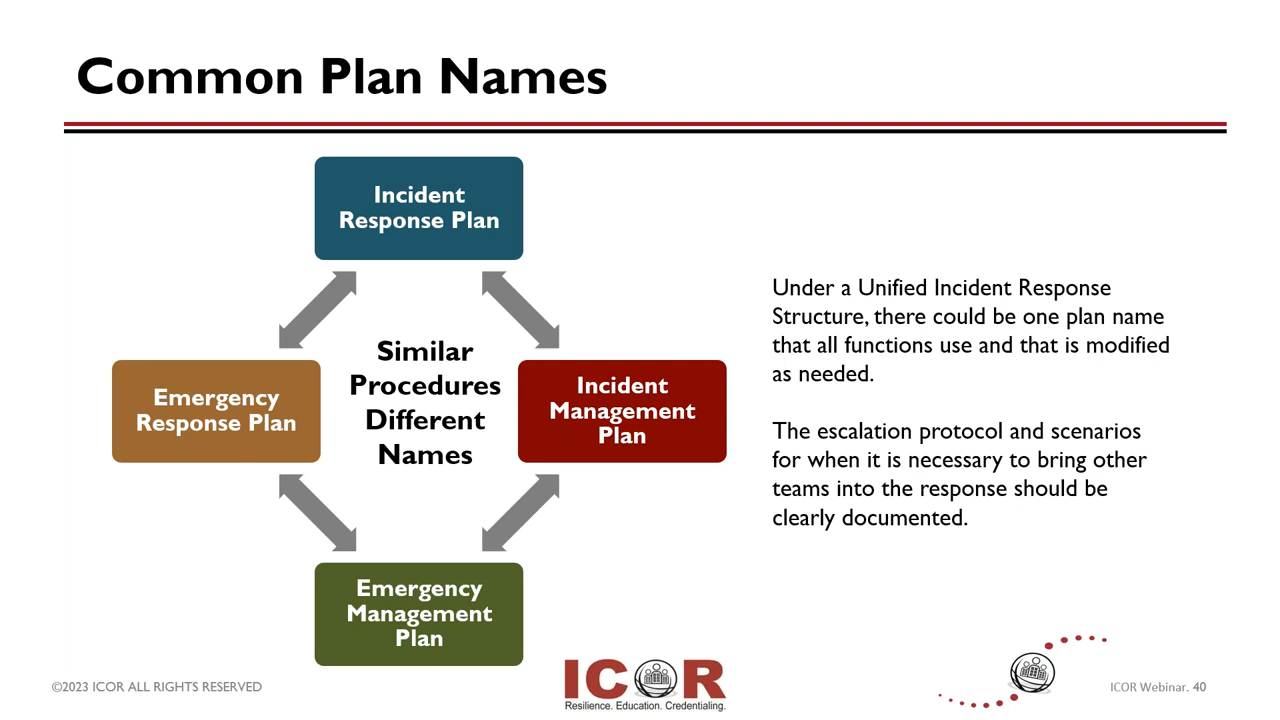 Common Plan Names
Incident
Response Plan
Emergency
Response Plan
Similar
Procedures
Different
Names
Incident
Management
Plan
Emergency
Management
Plan
Under a Unified Incident Response
Structure, there could be one plan name
that all functions use and that is modified
as needed.
The escalation protocol and scenarios
for when it is necessary to bring other
teams into the response should be
clearly documented.
©2023 ICOR ALL RIGHTS RESERVED
ICOR
Resilience. Education. Credentialing.
ICOR Webinar. 40